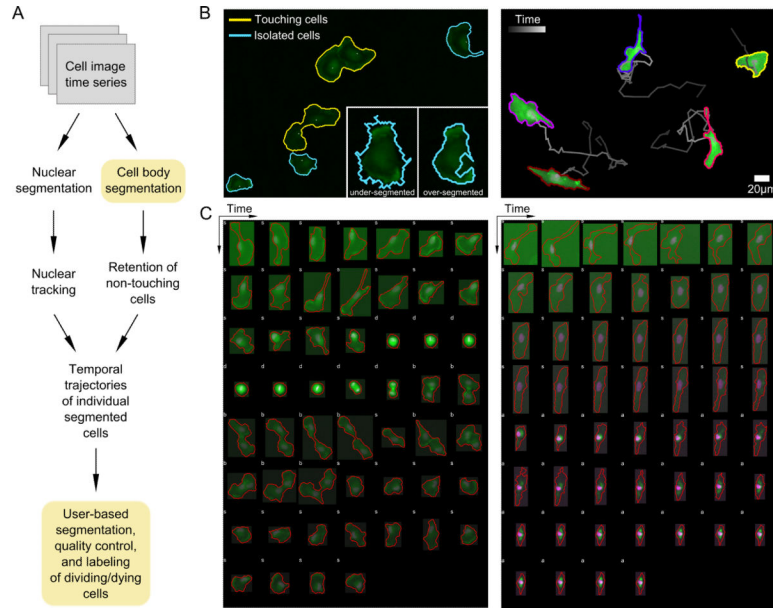 A
Cell image
time series
Nuclear
segmentation
Cell body
segmentation
Nuclear
tracking
Retention of
non-touching
cells
Temporal
trajectories
of individual
segmented
cells
User-based
segmentation,
quality control,
and labeling
of dividing/dying
cells
B
Touching cells
Isolated cells
under-segmented
over-segmented
Time
20µm
C
Time
Time